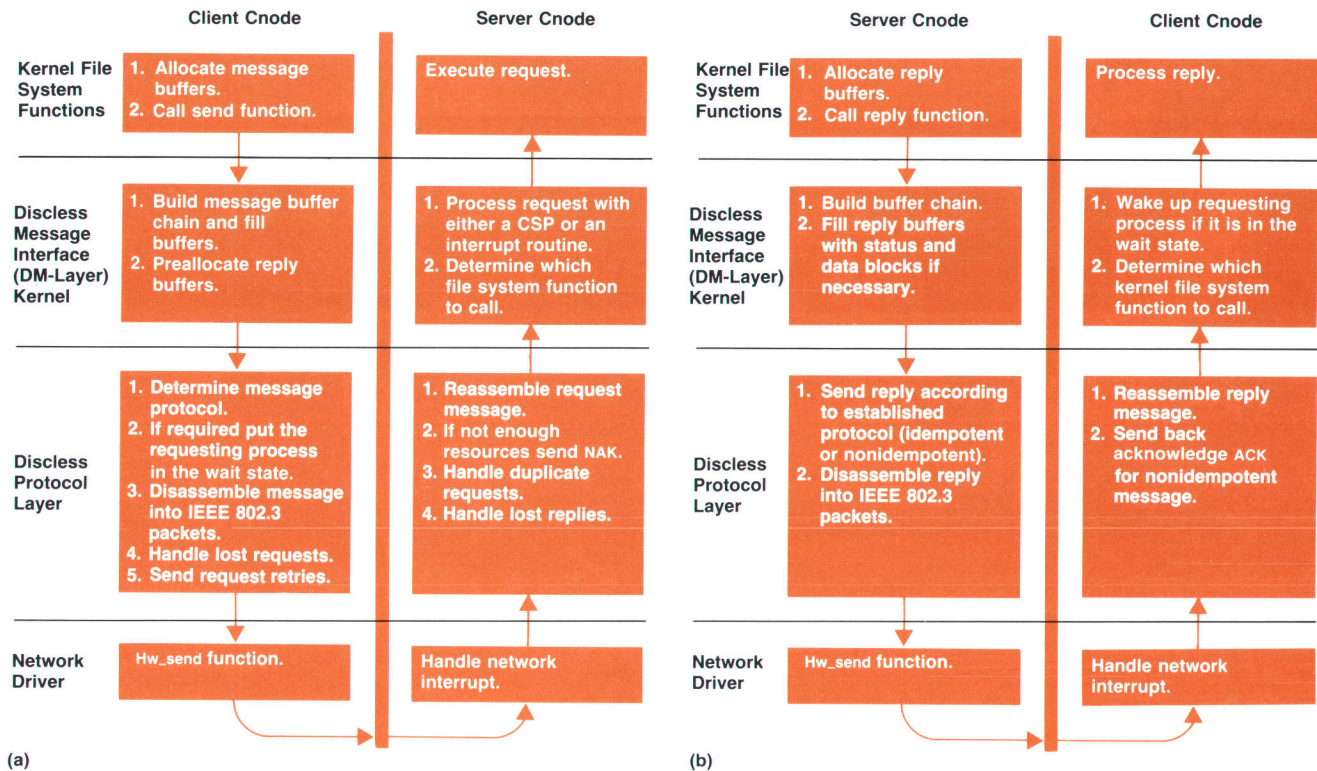 Client Cnode
Server Cnode
Kernel File
System
Functions
1. Allocate message
buffers.
2. Call send function.
Execute request.
Discless
Message
Interface
(DM-Layer)
Kernel
1. Build message buffer
chain and fill
buffers.
2. Preallocate reply
buffers.
1. Process request with
either a CSP or an
interrupt routine.
2. Determine which
file system function
to call.
Discless
Protocol
Layer
1. Determine message
protocol.
2. If required put the
requesting process
in the wait state.
3. Disassemble message
into IEEE 802.3
packets.
4. Handle lost requests.
5. Send request retries.
1. Reassemble request
message.
2. If not enough
resources send NAK.
3. Handle duplicate
requests.
4. Handle lost replies.
Network
Driver
Hw_send function.
Handle network
interrupt.
(a)
Server Cnode
Client Cnode
Kernel File
System
Functions
1. Allocate reply
buffers.
2. Call reply function.
Process reply.
Discless
Message
Interface
(DM-Layer)
Kernel
1. Build buffer chain.
2. Fill reply buffers
with status and
data blocks if
necessary.
1. Wake up requesting
process if it is in the
wait state.
2. Determine which
kernel file system
function to call.
Discless
Protocol
Layer
1. Send reply according
to established
protocol (idempotent
or nonidempotent).
2. Disassemble reply
into IEEE 802.3
packets.
1. Reassemble reply
message.
2. Send back
acknowledge ACK
for nonidempotent
message.
Network
Driver
Hw_send function.
Handle network
interrupt.
(b)